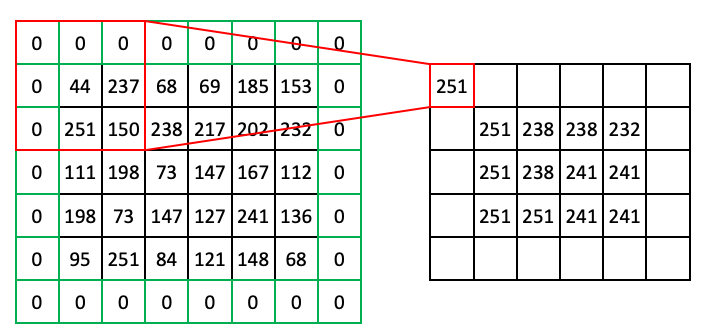 0 0 0 0 0 0 0 0
0 44 237 68 69 185 153 0
251
0 251 150 238 217 202 232 0
251 238 238 232
0 111 198 73 147 167 112 0
251 238 241 241
0 198 73 147 127 241 136 0
251 251 241 241
0 95 251 84 121 148 68 0
0 0 0 0 0 0 0 0